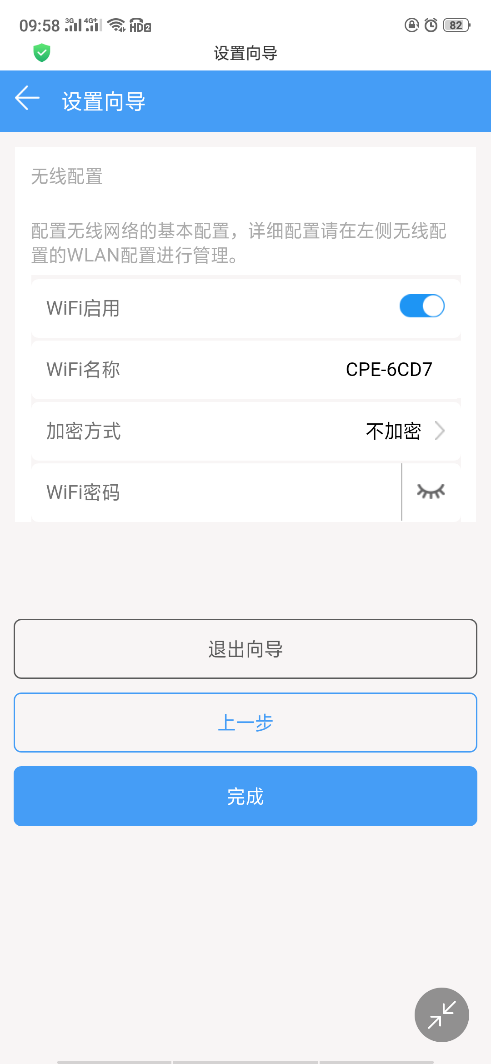 09:58 3G 4G+ HD2 82
设置向导
设置向导
无线配置
配置无线网络的基本配置，详细配置请在左侧无线配
置的WLAN配置进行管理。
WiFi启用
WiFi名称 CPE-6CD7
加密方式 不加密
WiFi密码
退出向导
上一步
完成